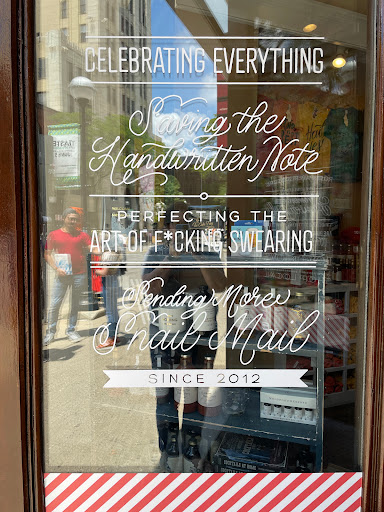 CELEBRATING EVERYTHING
Saving the
Handwritten Note
PERFECTING THE
ART OF F*CKING SWEARING
Sending More
Snail Mail
SINCE 2012